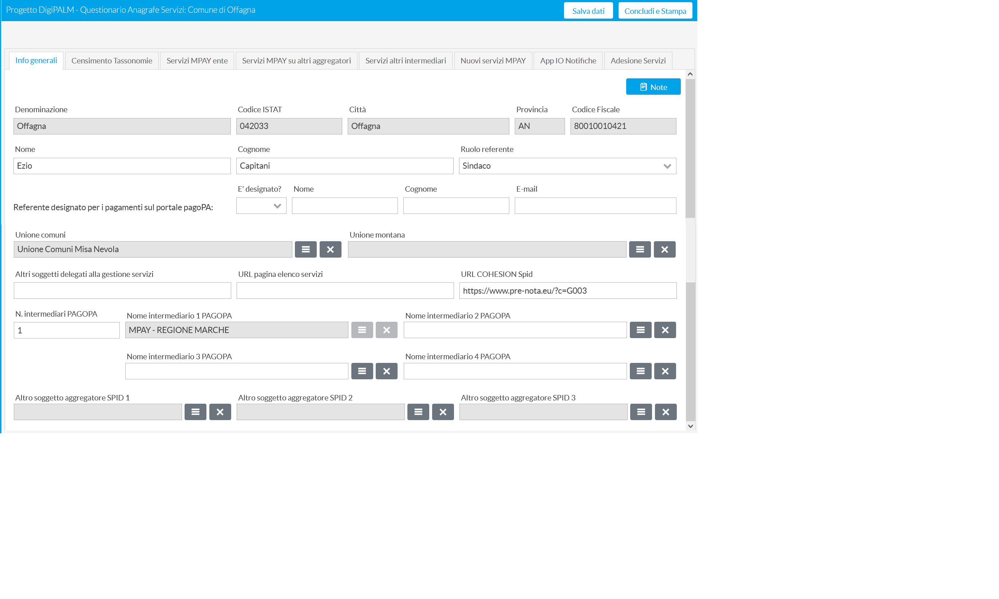 Progetto DigiPALM - Questionario Anagrafe Servizi: Comune di Offagna
Salva dati
Concludi e Stampa
Info generali
Censimento Tassonomie
Servizi MPAY ente
Servizi MPAY su altri aggregatori
Servizi altri intermediari
Nuovi servizi MPAY
App IO Notifiche
Adesione Servizi
Note
Denominazione
Codice ISTAT
Città
Provincia
Codice Fiscale
Offagna
042033
Offagna
AN
80010010421
Nome
Cognome
Ruolo referente
Ezio
Capitani
Sindaco
E' designato?
Nome
Cognome
E-mail
Referente designato per i pagamenti sul portale pagoPA:
Unione comuni
Unione montana
Unione Comuni Misa Nevola
Altri soggetti delegati alla gestione servizi
URL pagina elenco servizi
URL COHESION Spid
https://www.pre-nota.eu/?c=G003
N. intermediari PAGOPA
Nome intermediario 1 PAGOPA
Nome intermediario 2 PAGOPA
1
MPAY - REGIONE MARCHE
Nome intermediario 3 PAGOPA
Nome intermediario 4 PAGOPA
Altro soggetto aggregatore SPID 1
Altro soggetto aggregatore SPID 2
Altro soggetto aggregatore SPID 3